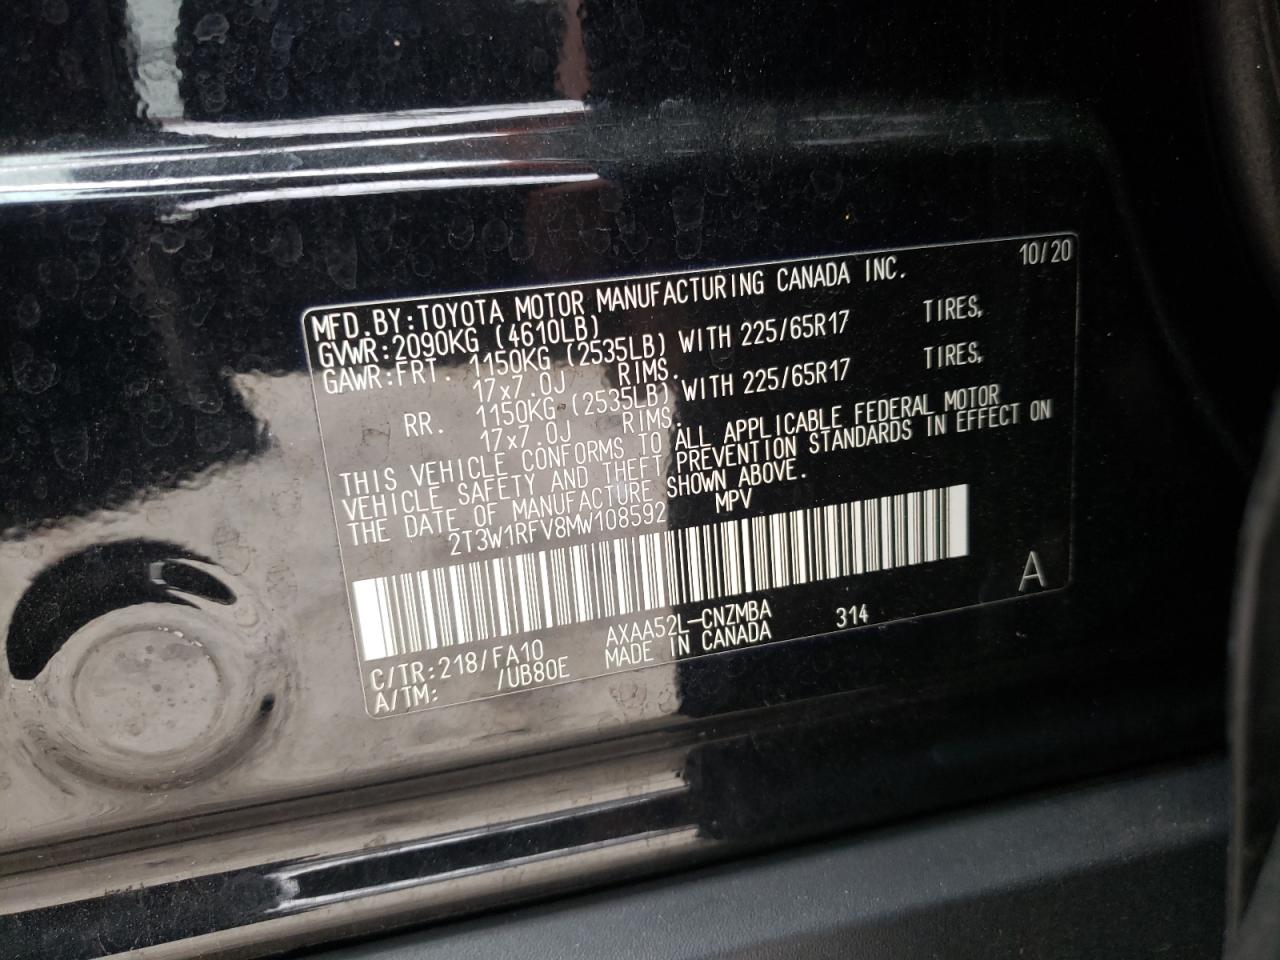 MFD.BY:TOYOTA MOTOR MANUFACTURING CANADA INC. 10/20
GVWR:2090KG (4610LB)
GAWR:FRT. 1150KG (2535LB) WITH 225/65R17 TIRES,
17x7.0J RIMS.
RR. 1150KG (2535LB) WITH 225/65R17 TIRES,
17x7.0J RIMS.
THIS VEHICLE CONFORMS TO ALL APPLICABLE FEDERAL MOTOR
VEHICLE SAFETY AND THEFT PREVENTION STANDARDS IN EFFECT ON
THE DATE OF MANUFACTURE SHOWN ABOVE.
2T3W1RFV8MW108592 MPV
A
C/TR:218/FA10 AXAA52L-CNZMBA 314
A/TM: /UB80E MADE IN CANADA